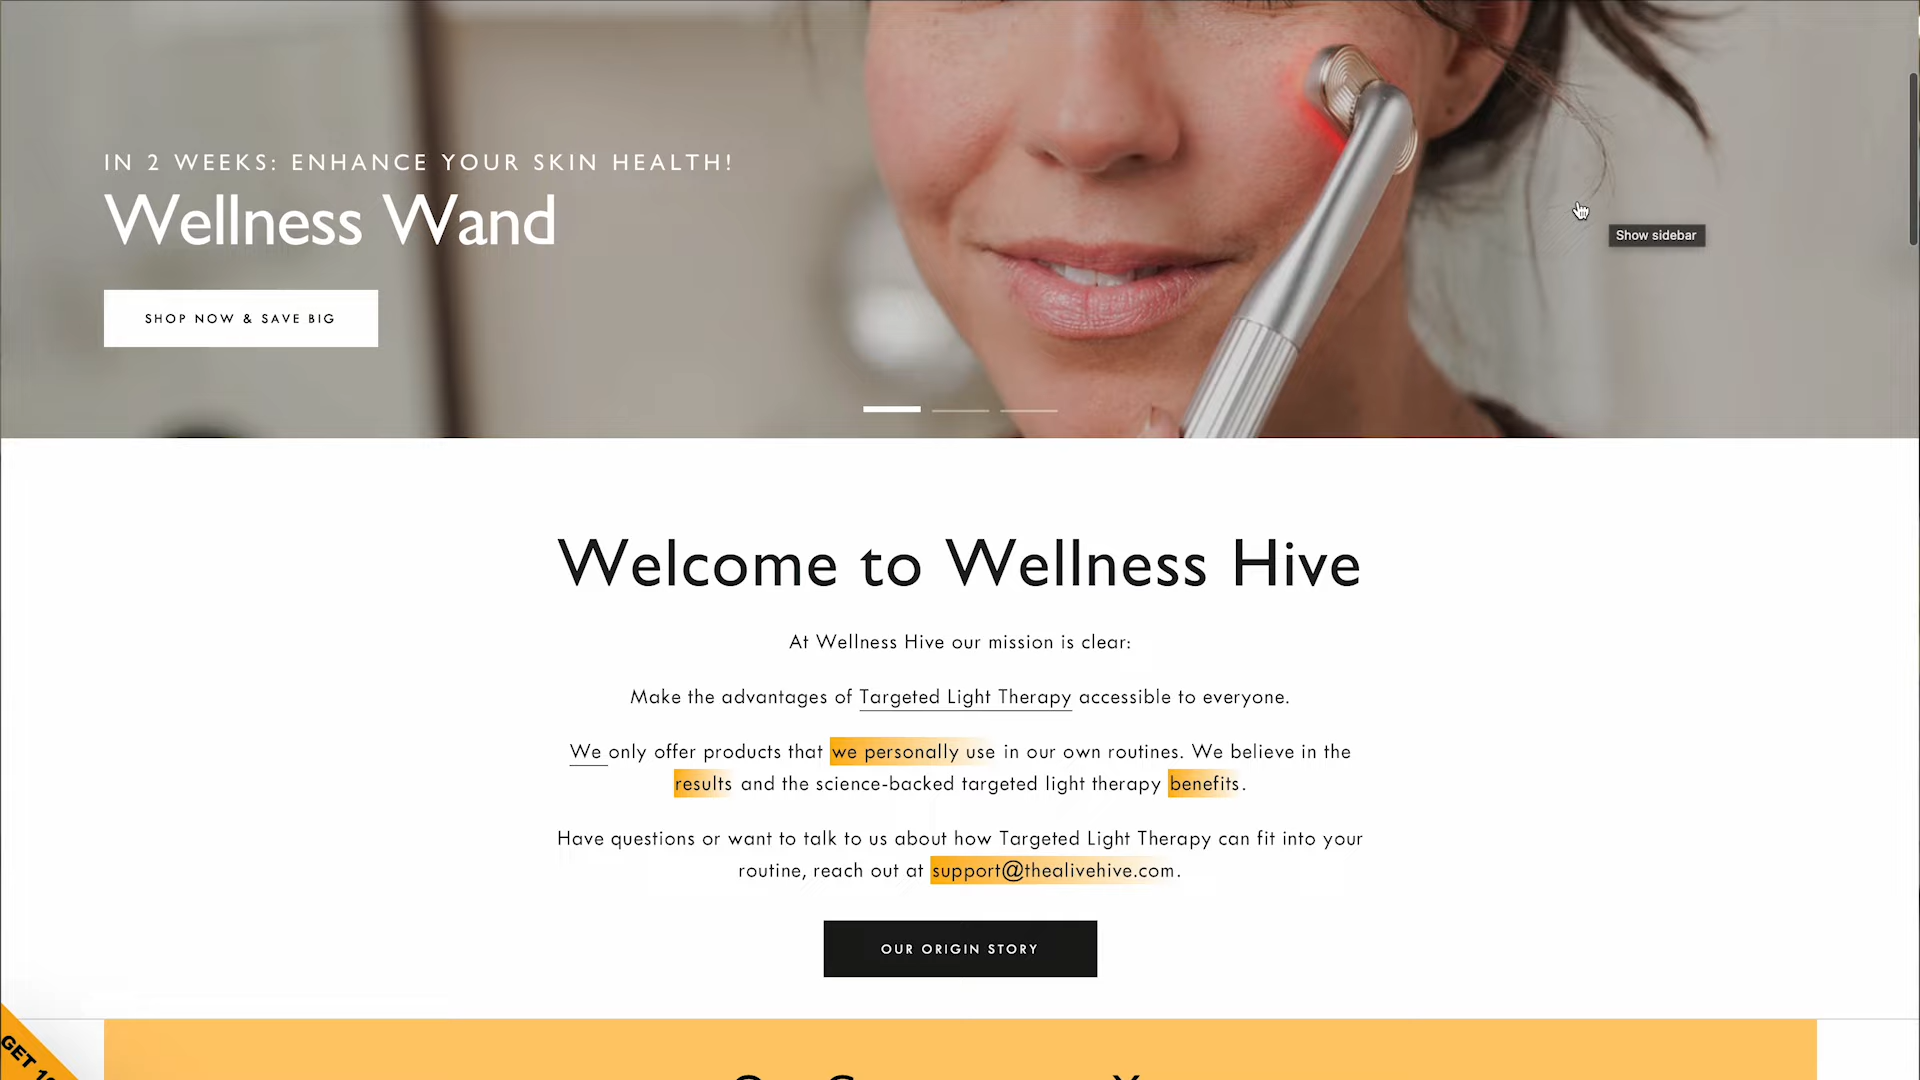 IN 2 WEEKS: ENHANCE YOUR SKIN HEALTH!
Wellness Wand
SHOP NOW & SAVE BIG
Show sidebar
Welcome to Wellness Hive
At Wellness Hive our mission is clear:
Make the advantages of Targeted Light Therapy accessible to everyone.
We only offer products that we personally use in our own routines. We believe in the
results and the science-backed targeted light therapy benefits.
Have questions or want to talk to us about how Targeted Light Therapy can fit into your
routine, reach out at support@thealivehive.com.
OUR ORIGIN STORY
GET